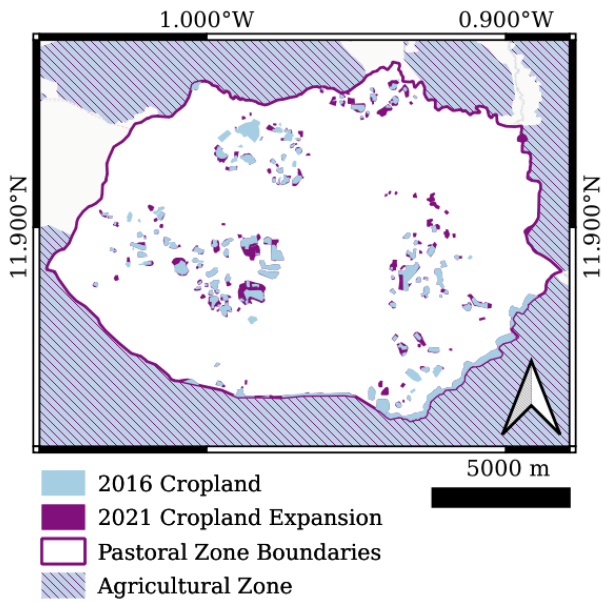 1.000°W 0.900°W
11.900°N 11.900°N
5000 m
2016 Cropland
2021 Cropland Expansion
Pastoral Zone Boundaries
Agricultural Zone